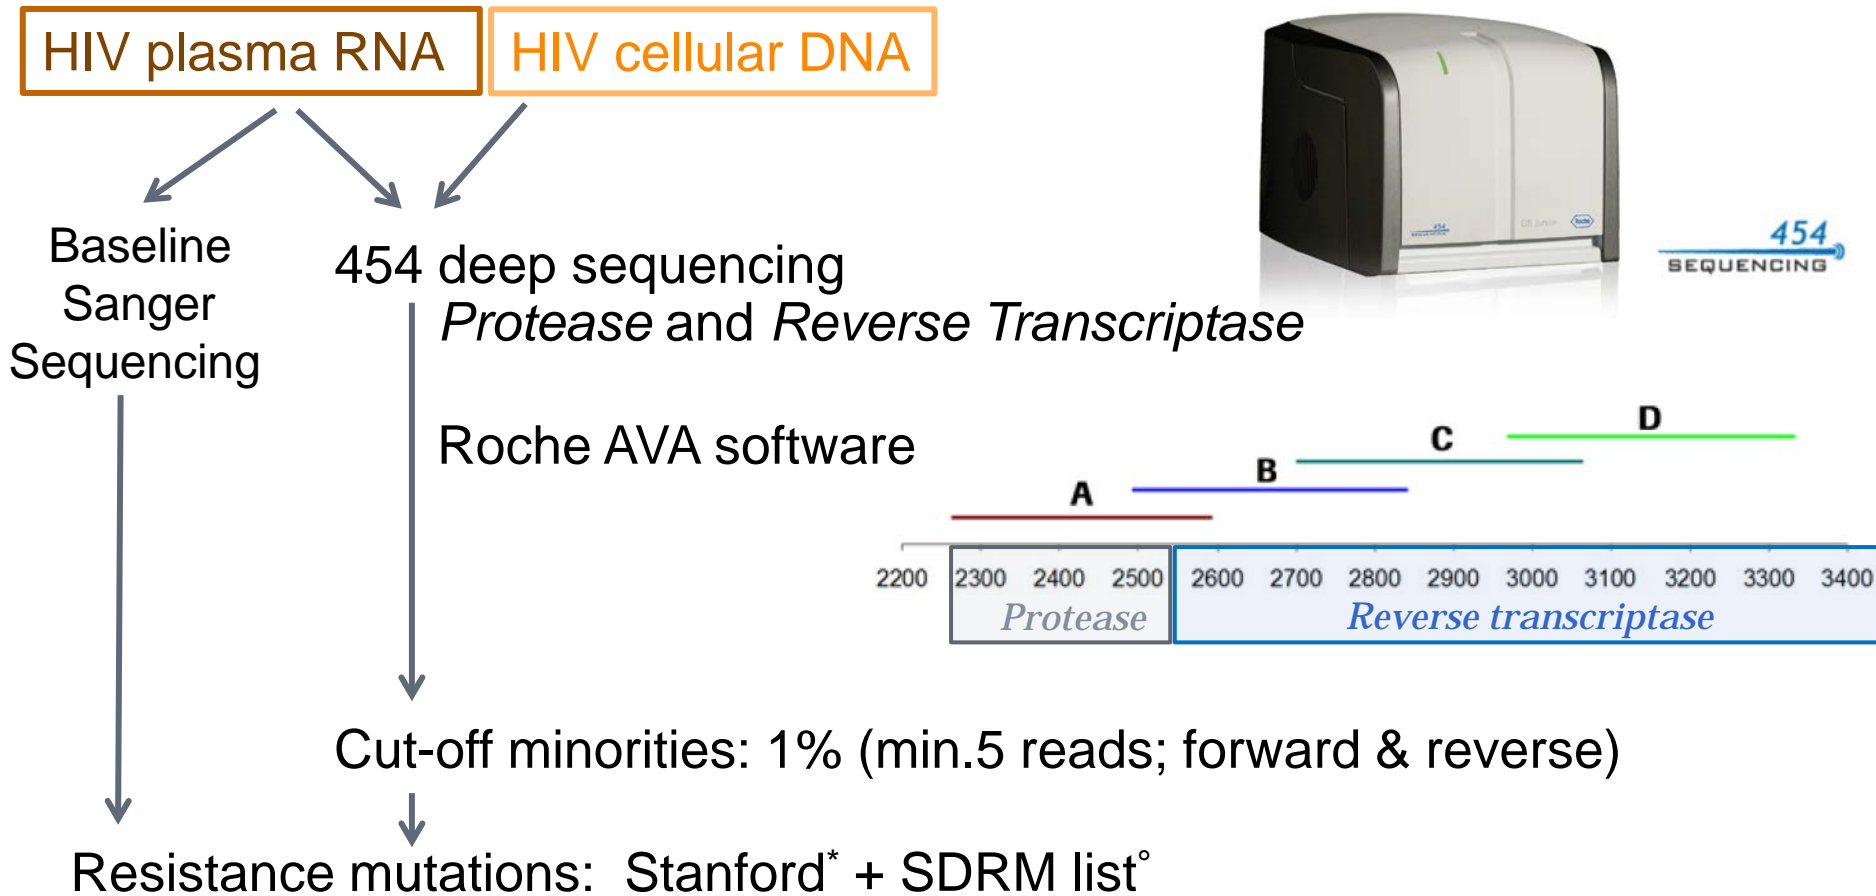 HIV plasma RNA
HIV cellular DNA
Baseline
Sanger
Sequencing
454 deep sequencing
Protease and Reverse Transcriptase
454
SEQUENCING
Roche AVA software
A
B
C
D
2200 2300 2400 2500 2600 2700 2800 2900 3000 3100 3200 3300 3400
Protease
Reverse transcriptase
Cut-off minorities: 1% (min.5 reads; forward & reverse)
Resistance mutations: Stanford* + SDRM list°